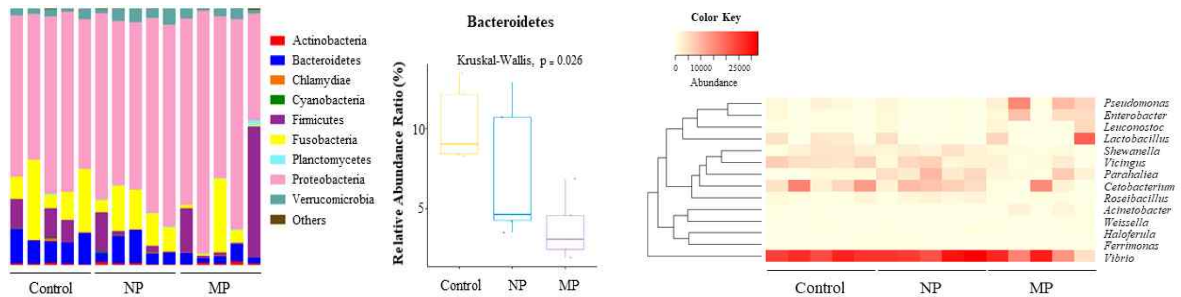 Actinobacteria
Bacteroidetes
Chlamydiae
Cyanobacteria
Firmicutes
Fusobacteria
Planctomycetes
Proteobacteria
Verrucomicrobia
Others
Control NP MP
Bacteroidetes
Kruskal-Wallis, p = 0.026
Relative Abundance Ratio (%)
10
5
Control NP MP
Color Key
0 10000 25000
Abundance
Pseudomonas
Enterobacter
Leuconostoc
Lactobacillus
Shewanella
Vicingus
Parahaliea
Cetobacterium
Roseibacillus
Acinetobacter
Weissella
Haloferula
Ferrimonas
Vibrio
Control NP MP